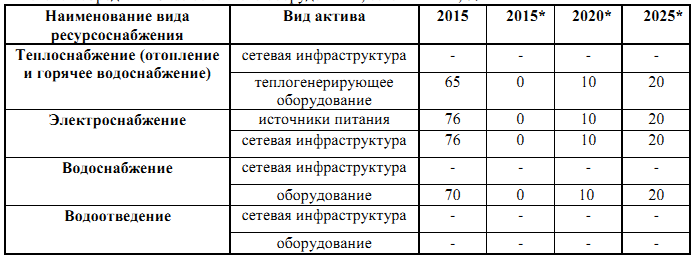 Наименование вида Вид актива 2015 2015* 2020* 2025*
ресурсоснабжения
Теплоснабжение (отопление сетевая инфраструктура - - - -
и горячее водоснабжение)
теплогенерирующее 65 0 10 20
оборудование
Электроснабжение источники питания 76 0 10 20
сетевая инфраструктура 76 0 10 20
Водоснабжение сетевая инфраструктура - - - -
оборудование 70 0 10 20
Водоотведение сетевая инфраструктура - - - -
оборудование - - - -